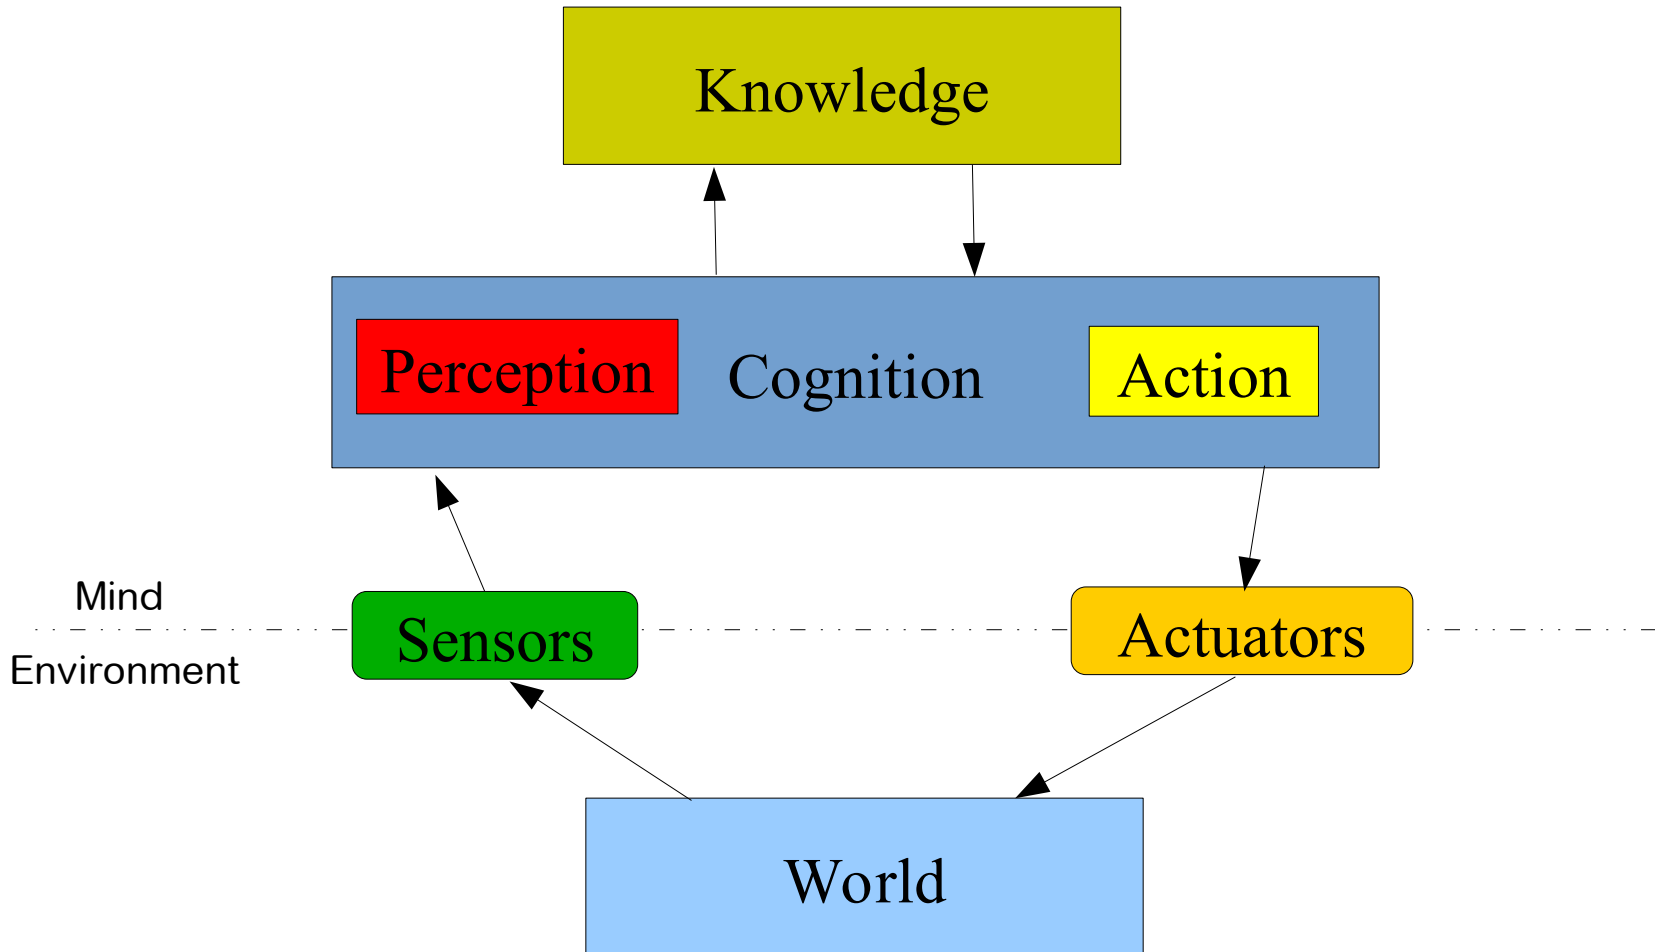 Knowledge
Perception
Cognition
Action
Mind
Sensors
Actuators
Environment
World